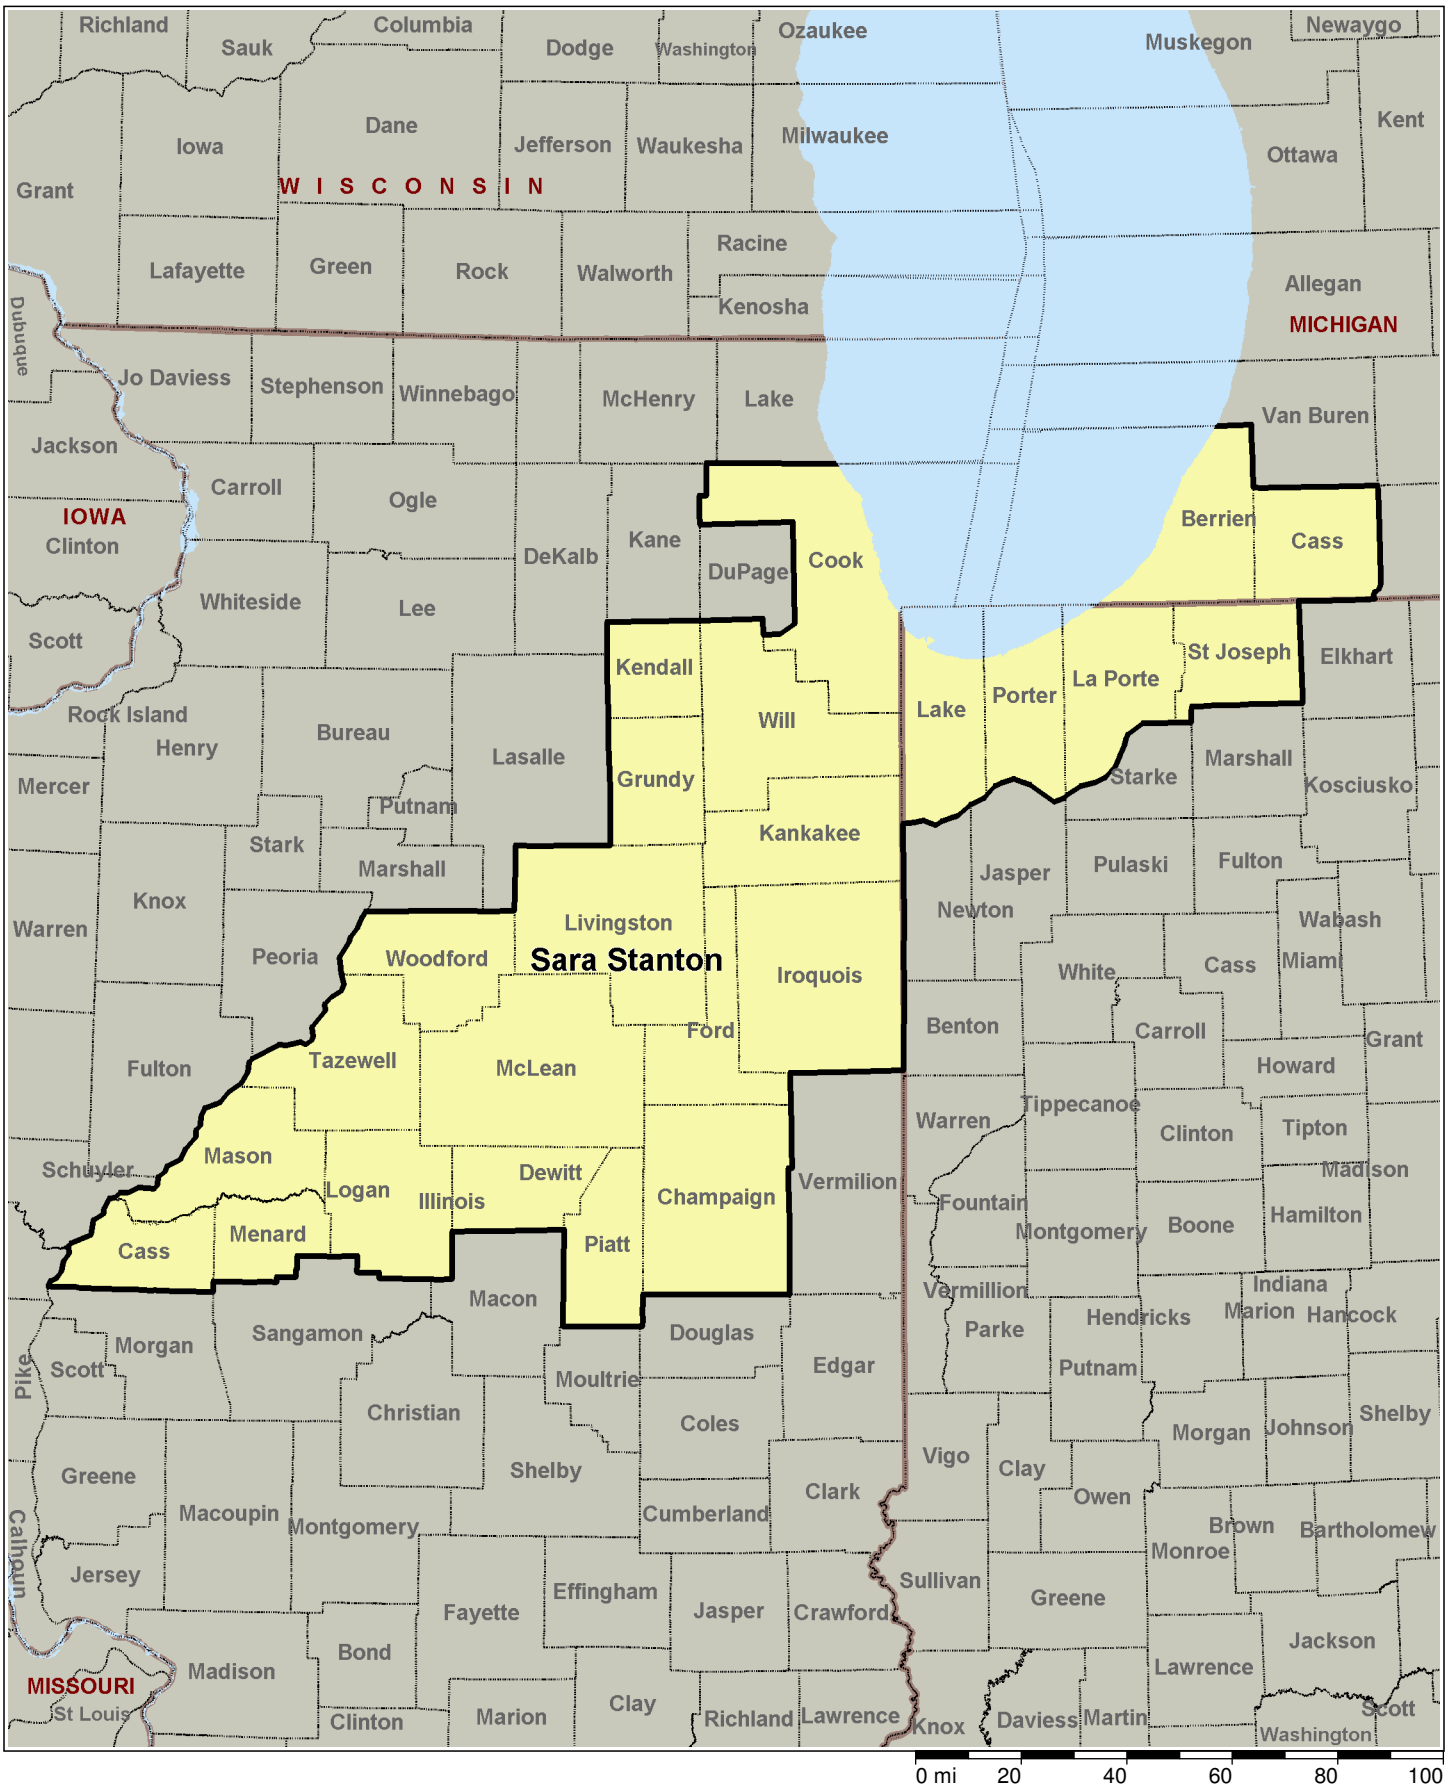 Richland
Columbia
Sauk
Dodge
Washington
Ozaukee
Muskegon
Newaygo
Iowa
Dane
Jefferson
Waukesha
Milwaukee
Ottawa
Kent
Grant
WISCONSIN
Lafayette
Green
Rock
Walworth
Racine
Kenosha
Allegan
MICHIGAN
Dubuque
Jo Daviess
Stephenson
Winnebago
McHenry
Lake
Van Buren
Jackson
Carroll
Ogle
IOWA
Clinton
DeKalb
Kane
DuPage
Cook
Berrien
Cass
Whiteside
Lee
Scott
Kendall
St Joseph
Elkhart
Rock Island
Henry
Bureau
Lasalle
Will
Lake
Porter
La Porte
Mercer
Putnam
Grundy
Starke
Marshall
Kosciusko
Stark
Marshall
Kankakee
Jasper
Pulaski
Fulton
Knox
Warren
Livingston
Newton
Wabash
Peoria
Woodford
Sara Stanton
Iroquois
White
Cass
Miami
Fulton
Tazewell
McLean
Ford
Benton
Carroll
Grant
Howard
Warren
Tippecanoe
Clinton
Tipton
Schuyler
Mason
Logan
Dewitt
Illinois
Champaign
Vermilion
Madison
Fountain
Montgomery
Boone
Hamilton
Cass
Menard
Piatt
Macon
Vermillion
Indiana
Hendricks
Marion
Hancock
Pike
Scott
Morgan
Sangamon
Douglas
Edgar
Parke
Putnam
Moultrie
Christian
Coles
Morgan
Johnson
Shelby
Greene
Shelby
Vigo
Clay
Owen
Calhoun
Macoupin
Montgomery
Cumberland
Clark
Brown
Bartholomew
Monroe
Jersey
Effingham
Sullivan
Greene
Fayette
Jasper
Crawford
Bond
Jackson
Madison
Lawrence
MISSOURI
St Louis
Clinton
Marion
Clay
Richland
Lawrence
Knox
Daviess
Martin
Washington
Scott
0 mi 20 40 60 80 100